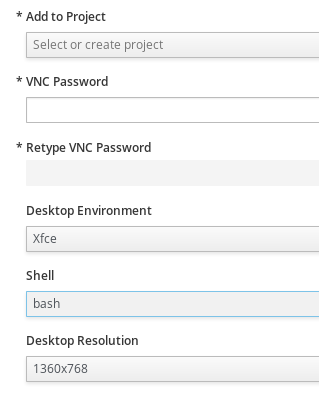 * Add to Project
Select or create project
* VNC Password
* Retype VNC Password
Desktop Environment
Xfce
Shell
bash
Desktop Resolution
1360x768